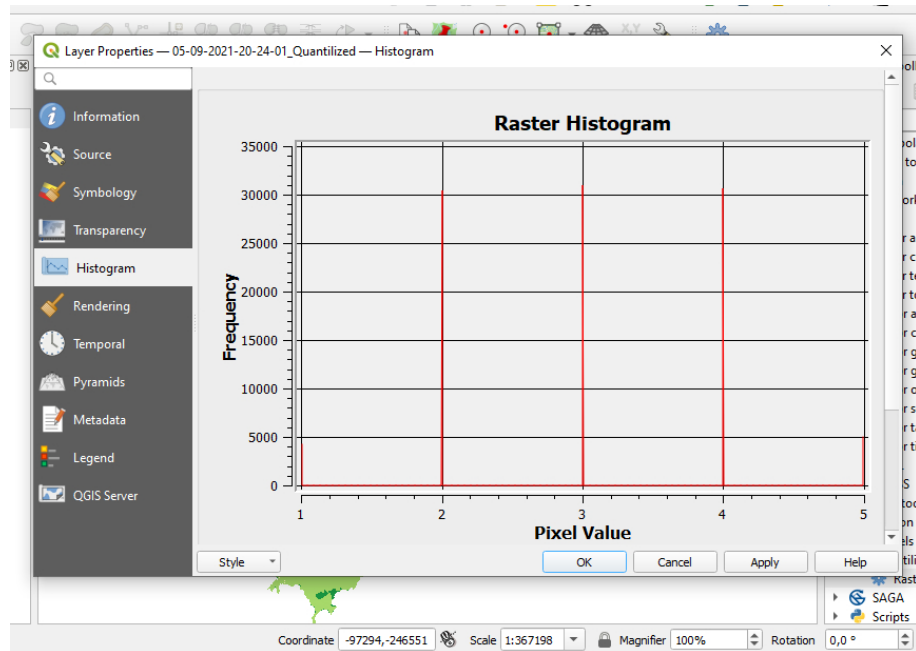 X,Y
Layer Properties — 05-09-2021-20-24-01_Quantilized — Histogram
Information
Source
Symbology
Transparency
Histogram
Rendering
Temporal
Pyramids
Metadata
Legend
QGIS Server
Raster Histogram
Frequency
35000
30000
25000
20000
15000
10000
5000
0
1 2 3 4 5
Pixel Value
Style
OK Cancel Apply Help
SAGA
Scripts
Coordinate -97294,-246551 Scale 1:367198 Magnifier 100% Rotation 0,0 °